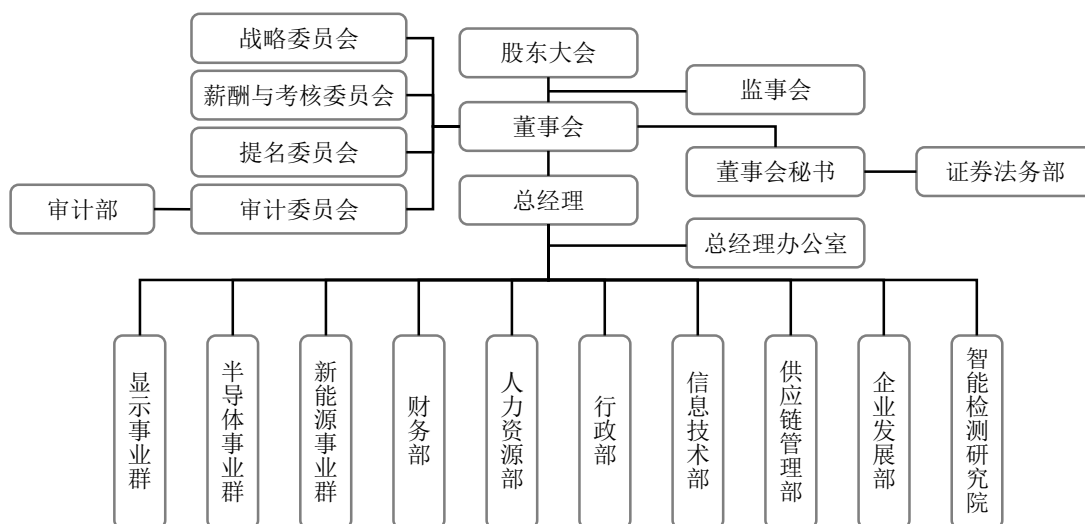 战略委员会
股东大会
薪酬与考核委员会
监事会
董事会
提名委员会
董事会秘书
证券法务部
审计部
审计委员会
总经理
总经理办公室
显示事业群
半导体事业群
新能源事业群
财务部
人力资源部
行政部
信息技术部
供应链管理部
企业发展部
智能检测研究院